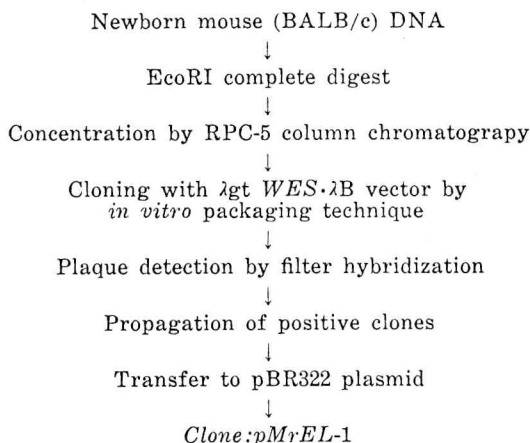 Newborn mouse (BALB/c) DNA
↓
EcoRI complete digest
↓
Concentration by RPC-5 column chromatograpy
↓
Cloning with λgt WES·λB vector by
in vitro packaging technique
↓
Plaque detection by filter hybridization
↓
Propagation of positive clones
↓
Transfer to pBR322 plasmid
↓
Clone:pMrEL-1